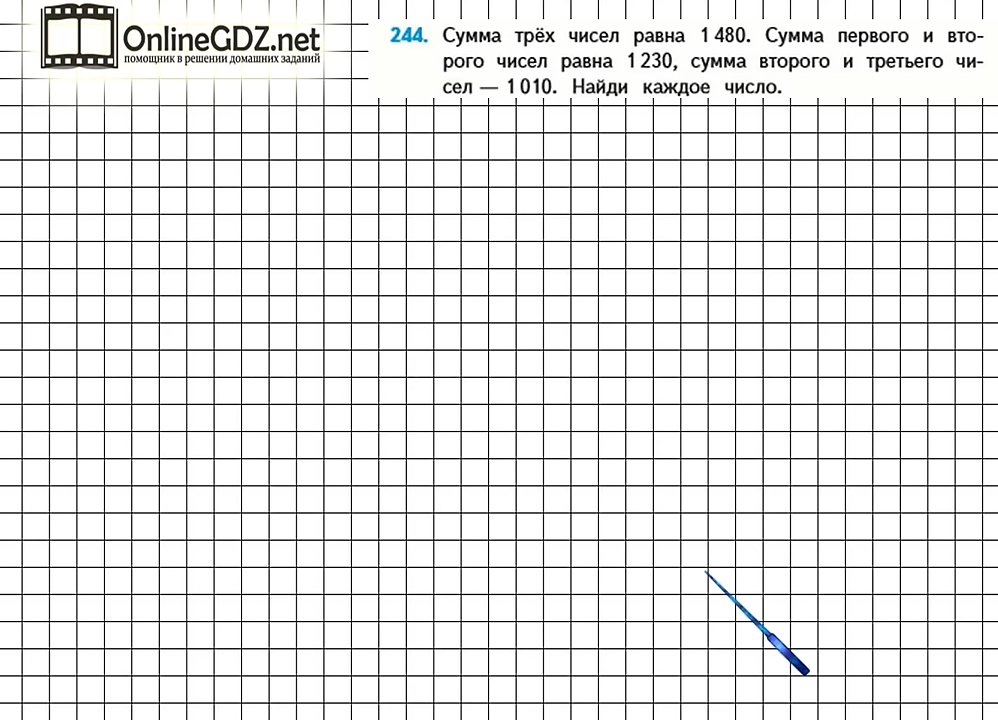 OnlineGDZ.net
помощник в решении домашних заданий
244. Сумма трёх чисел равна 1 480. Сумма первого и вто-
рого чисел равна 1 230, сумма второго и третьего чи-
сел — 1 010. Найди каждое число.